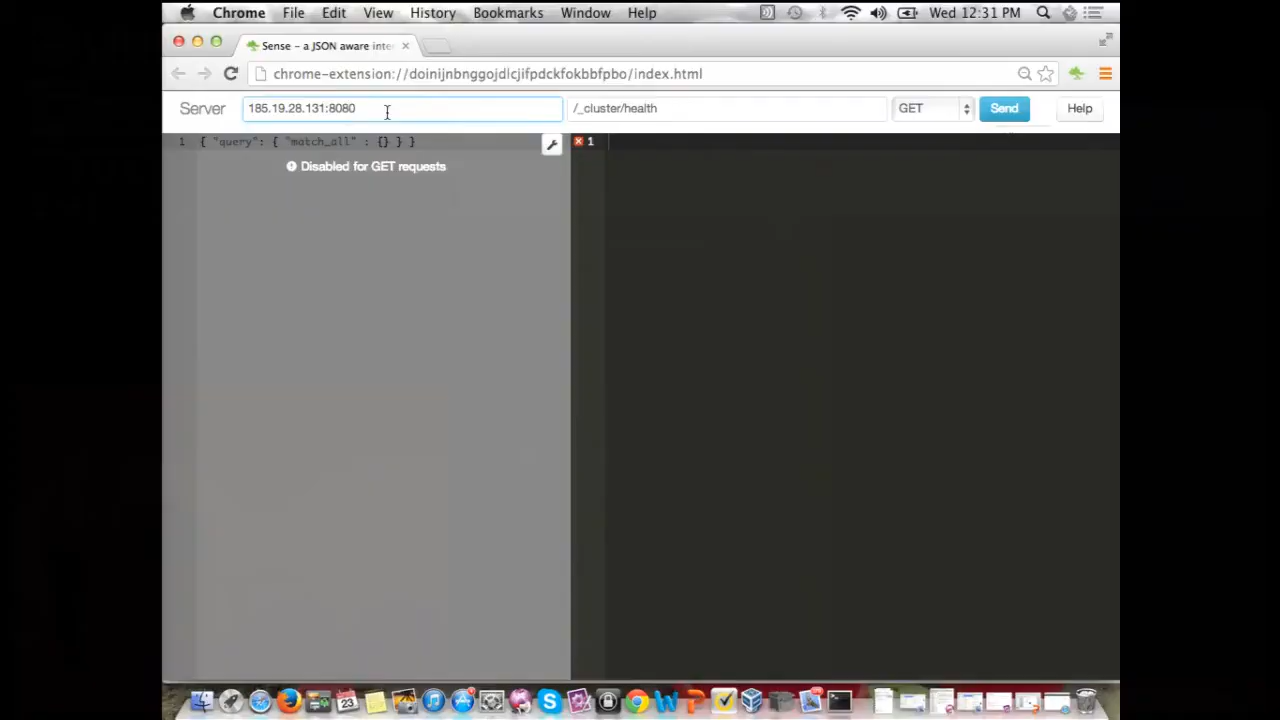 Chrome File Edit View History Bookmarks Window Help Wed 12:31 PM
Sense – a JSON aware inte
chrome-extension://doinijnbnggojdlcjifpdckfokbbfpbo/index.html
Server 185.19.28.131:8080 /_cluster/health GET Send Help
1 { "query": { "match_all" : {} } } 1
Disabled for GET requests
23